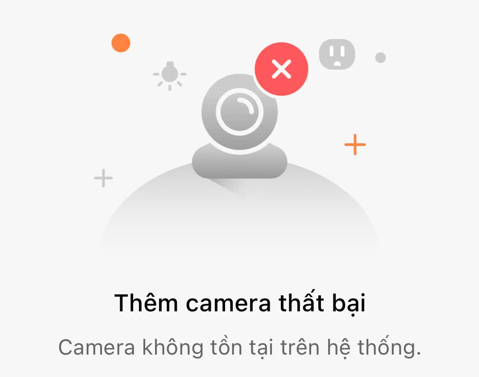 Thêm camera thất bại
Camera không tồn tại trên hệ thống.